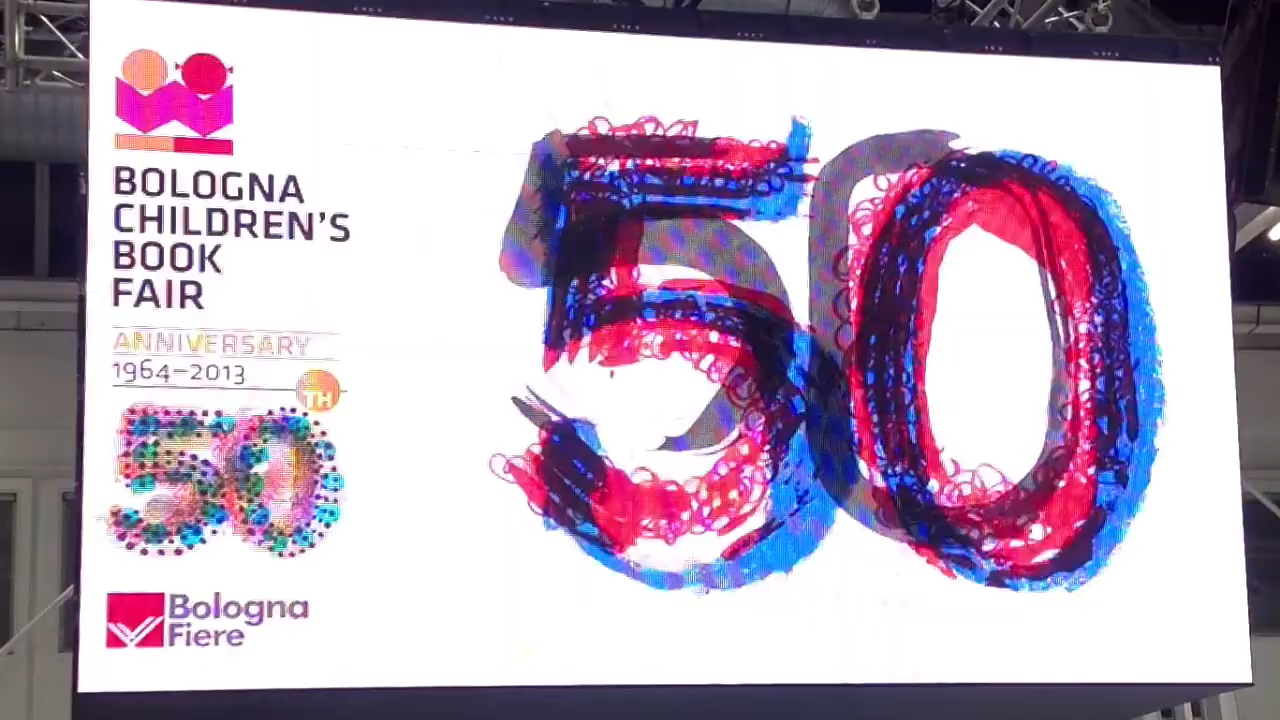 BOLOGNA
CHILDREN'S
BOOK
FAIR
ANNIVERSARY
1964–2013
TH
50
Bologna
Fiere
50